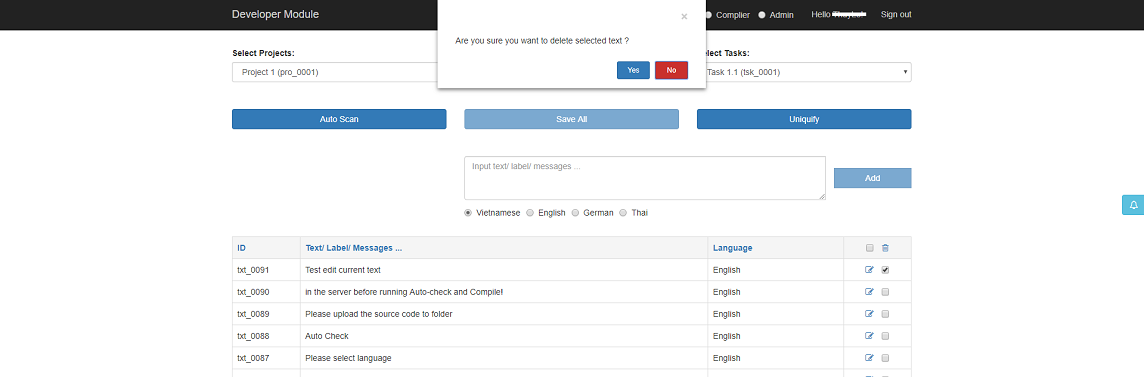 Developer Module
Complier Admin Hello Sign out
×
Are you sure you want to delete selected text ?
Yes No
Select Projects: elect Tasks:
Project 1 (pro_0001) Task 1.1 (tsk_0001)
Auto Scan Save All Uniquify
Input text/ label/ messages ...
Add
Vietnamese English German Thai
ID Text/ Label/ Messages ... Language
txt_0091 Test edit current text English
txt_0090 in the server before running Auto-check and Compile! English
txt_0089 Please upload the source code to folder English
txt_0088 Auto Check English
txt_0087 Please select language English